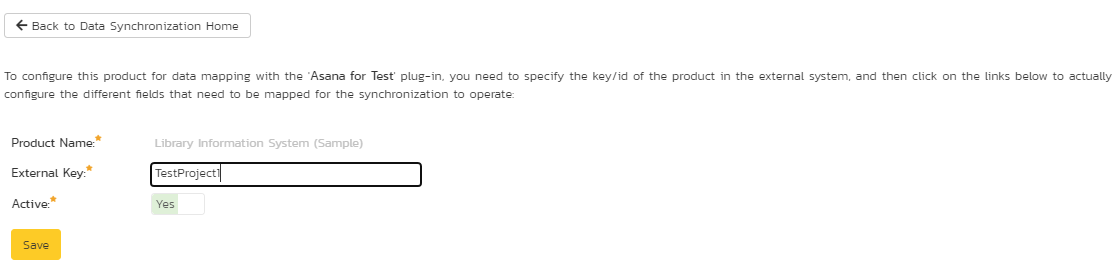 Back to Data Synchronization Home
To configure this product for data mapping with the 'Asana for Test' plug-in, you need to specify the key/id of the product in the external system, and then click on the links below to actually
configure the different fields that need to be mapped for the synchronization to operate:
Product Name:* Library Information System (Sample)
External Key:* TestProject1
Active:* Yes
Save